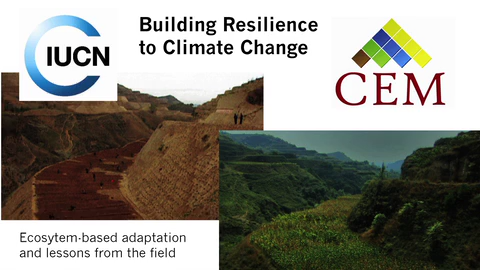 IUCN
Building Resilience
to Climate Change
CEM
Ecosytem-based adaptation
and lessons from the field